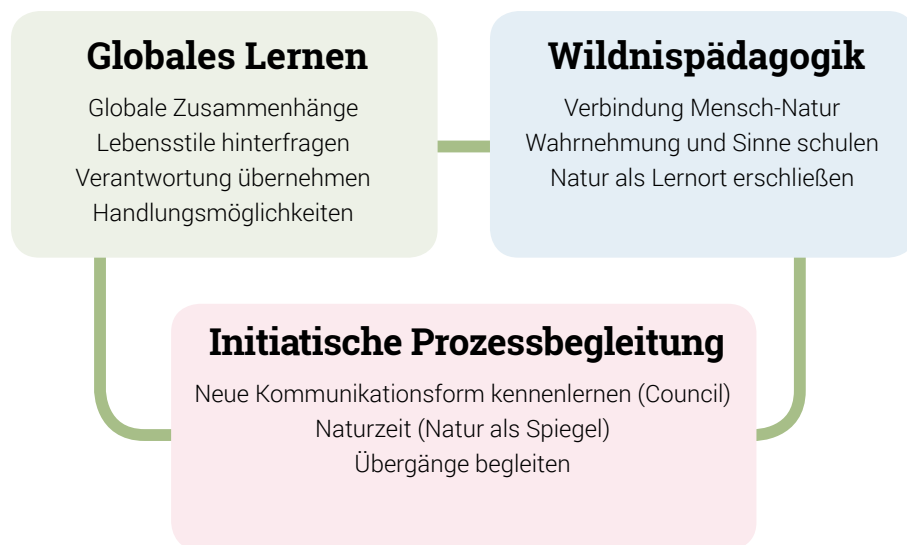 Globales Lernen
Globale Zusammenhänge
Lebensstile hinterfragen
Verantwortung übernehmen
Handlungsmöglichkeiten
Wildnispädagogik
Verbindung Mensch-Natur
Wahrnehmung und Sinne schulen
Natur als Lernort erschließen
Initiatische Prozessbegleitung
Neue Kommunikationsform kennenlernen (Council)
Naturzeit (Natur als Spiegel)
Übergänge begleiten